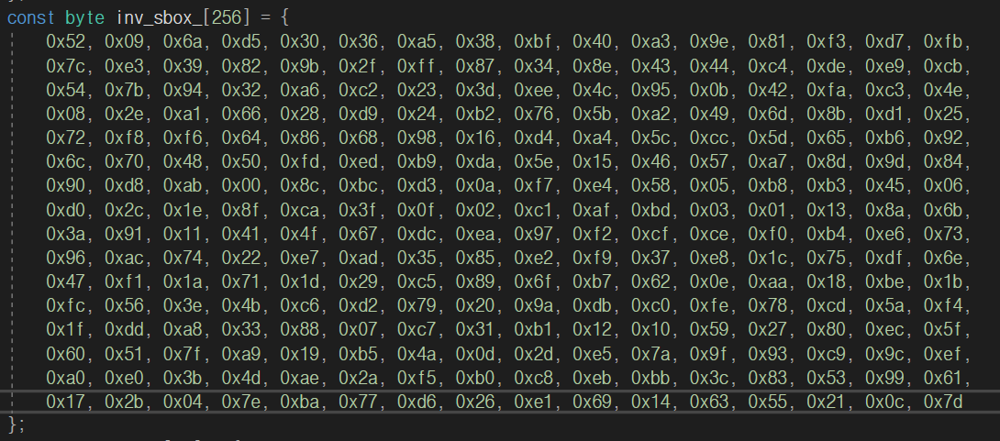 const byte inv_sbox_[256] = {
0x52, 0x09, 0x6a, 0xd5, 0x30, 0x36, 0xa5, 0x38, 0xbf, 0x40, 0xa3, 0x9e, 0x81, 0xf3, 0xd7, 0xfb,
0x7c, 0xe3, 0x39, 0x82, 0x9b, 0x2f, 0xff, 0x87, 0x34, 0x8e, 0x43, 0x44, 0xc4, 0xde, 0xe9, 0xcb,
0x54, 0x7b, 0x94, 0x32, 0xa6, 0xc2, 0x23, 0x3d, 0xee, 0x4c, 0x95, 0x0b, 0x42, 0xfa, 0xc3, 0x4e,
0x08, 0x2e, 0xa1, 0x66, 0x28, 0xd9, 0x24, 0xb2, 0x76, 0x5b, 0xa2, 0x49, 0x6d, 0x8b, 0xd1, 0x25,
0x72, 0xf8, 0xf6, 0x64, 0x86, 0x68, 0x98, 0x16, 0xd4, 0xa4, 0x5c, 0xcc, 0x5d, 0x65, 0xb6, 0x92,
0x6c, 0x70, 0x48, 0x50, 0xfd, 0xed, 0xb9, 0xda, 0x5e, 0x15, 0x46, 0x57, 0xa7, 0x8d, 0x9d, 0x84,
0x90, 0xd8, 0xab, 0x00, 0x8c, 0xbc, 0xd3, 0x0a, 0xf7, 0xe4, 0x58, 0x05, 0xb8, 0xb3, 0x45, 0x06,
0xd0, 0x2c, 0x1e, 0x8f, 0xca, 0x3f, 0x0f, 0x02, 0xc1, 0xaf, 0xbd, 0x03, 0x01, 0x13, 0x8a, 0x6b,
0x3a, 0x91, 0x11, 0x41, 0x4f, 0x67, 0xdc, 0xea, 0x97, 0xf2, 0xcf, 0xce, 0xf0, 0xb4, 0xe6, 0x73,
0x96, 0xac, 0x74, 0x22, 0xe7, 0xad, 0x35, 0x85, 0xe2, 0xf9, 0x37, 0xe8, 0x1c, 0x75, 0xdf, 0x6e,
0x47, 0xf1, 0x1a, 0x71, 0x1d, 0x29, 0xc5, 0x89, 0x6f, 0xb7, 0x62, 0x0e, 0xaa, 0x18, 0xbe, 0x1b,
0xfc, 0x56, 0x3e, 0x4b, 0xc6, 0xd2, 0x79, 0x20, 0x9a, 0xdb, 0xc0, 0xfe, 0x78, 0xcd, 0x5a, 0xf4,
0x1f, 0xdd, 0xa8, 0x33, 0x88, 0x07, 0xc7, 0x31, 0xb1, 0x12, 0x10, 0x59, 0x27, 0x80, 0xec, 0x5f,
0x60, 0x51, 0x7f, 0xa9, 0x19, 0xb5, 0x4a, 0x0d, 0x2d, 0xe5, 0x7a, 0x9f, 0x93, 0xc9, 0x9c, 0xef,
0xa0, 0xe0, 0x3b, 0x4d, 0xae, 0x2a, 0xf5, 0xb0, 0xc8, 0xeb, 0xbb, 0x3c, 0x83, 0x53, 0x99, 0x61,
0x17, 0x2b, 0x04, 0x7e, 0xba, 0x77, 0xd6, 0x26, 0xe1, 0x69, 0x14, 0x63, 0x55, 0x21, 0x0c, 0x7d
};